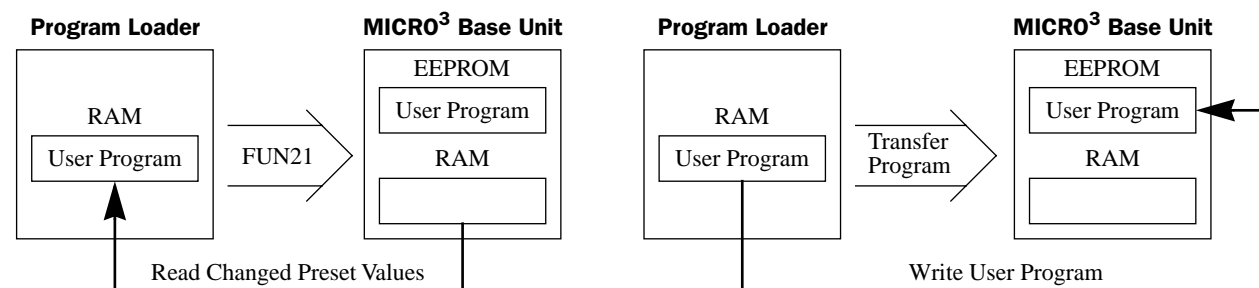 Program Loader
MICRO³ Base Unit
RAM
User Program
FUN21
EEPROM
User Program
RAM
Read Changed Preset Values
Program Loader
MICRO³ Base Unit
RAM
User Program
Transfer
Program
EEPROM
User Program
RAM
Write User Program